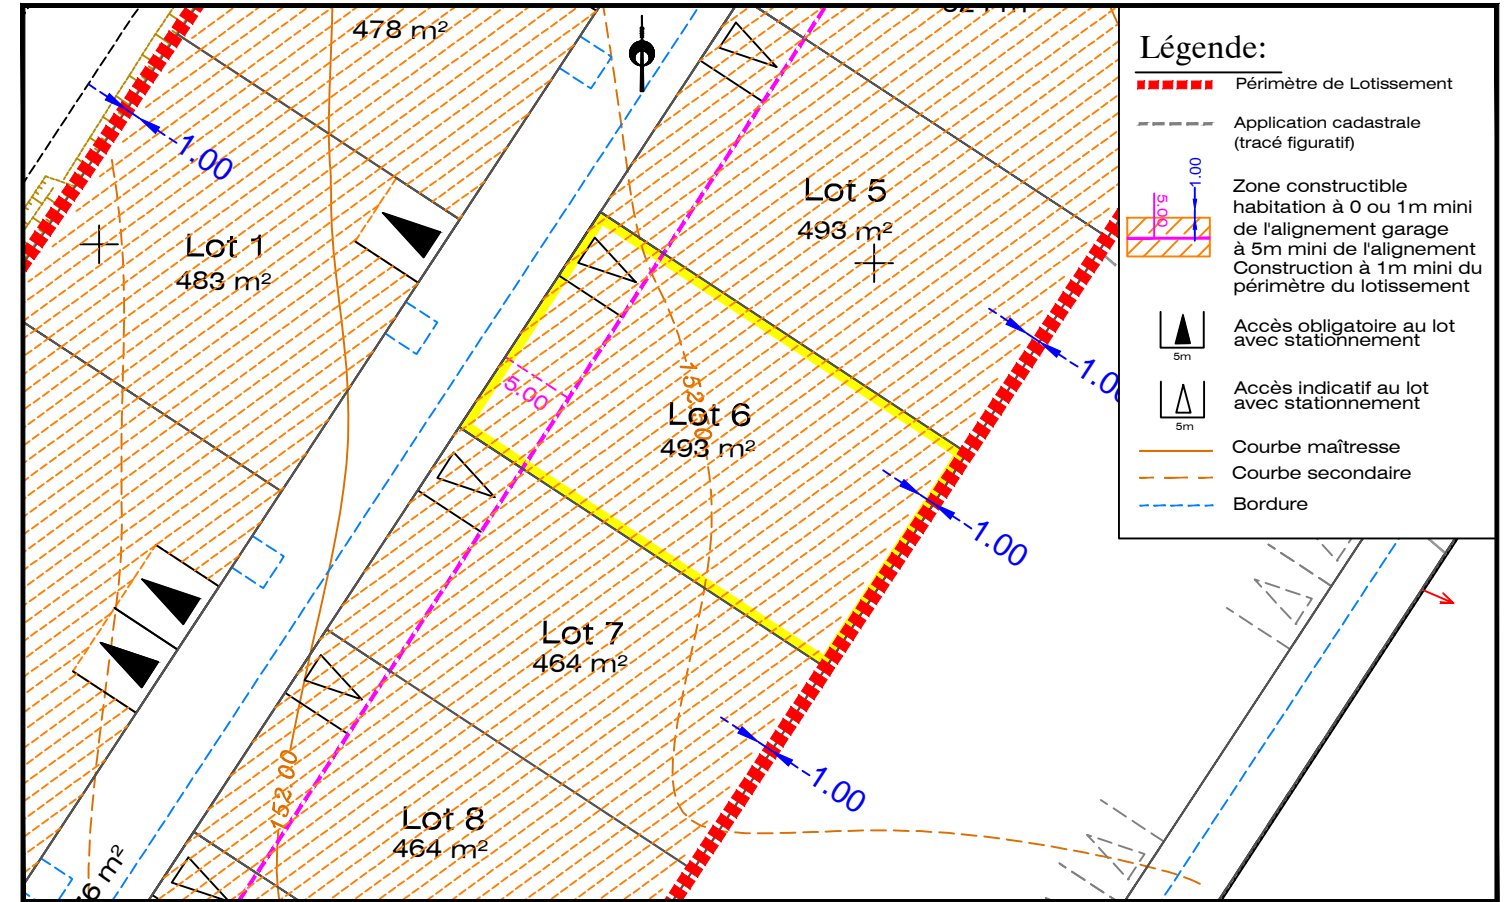 478 m²
1.00
Lot 1
483 m²
Lot 5
493 m²
5.00
152.50
Lot 6
493 m²
1.00
Lot 7
464 m²
1.00
152.00
Lot 8
464 m²
Légende:
Périmètre de Lotissement
Application cadastrale
(tracé figuratif)
1.00
5.00
Zone constructible
habitation à 0 ou 1m mini
de l'alignement garage
à 5m mini de l'alignement
Construction à 1m mini du
périmètre du lotissement
5m
Accès obligatoire au lot
avec stationnement
5m
Accès indicatif au lot
avec stationnement
Courbe maîtresse
Courbe secondaire
Bordure